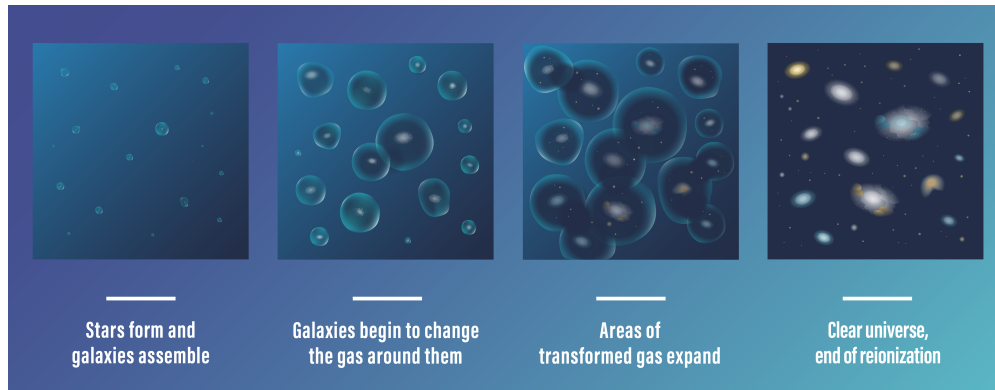 Stars form and
galaxies assemble
Galaxies begin to change
the gas around them
Areas of
transformed gas expand
Clear universe,
end of reionization